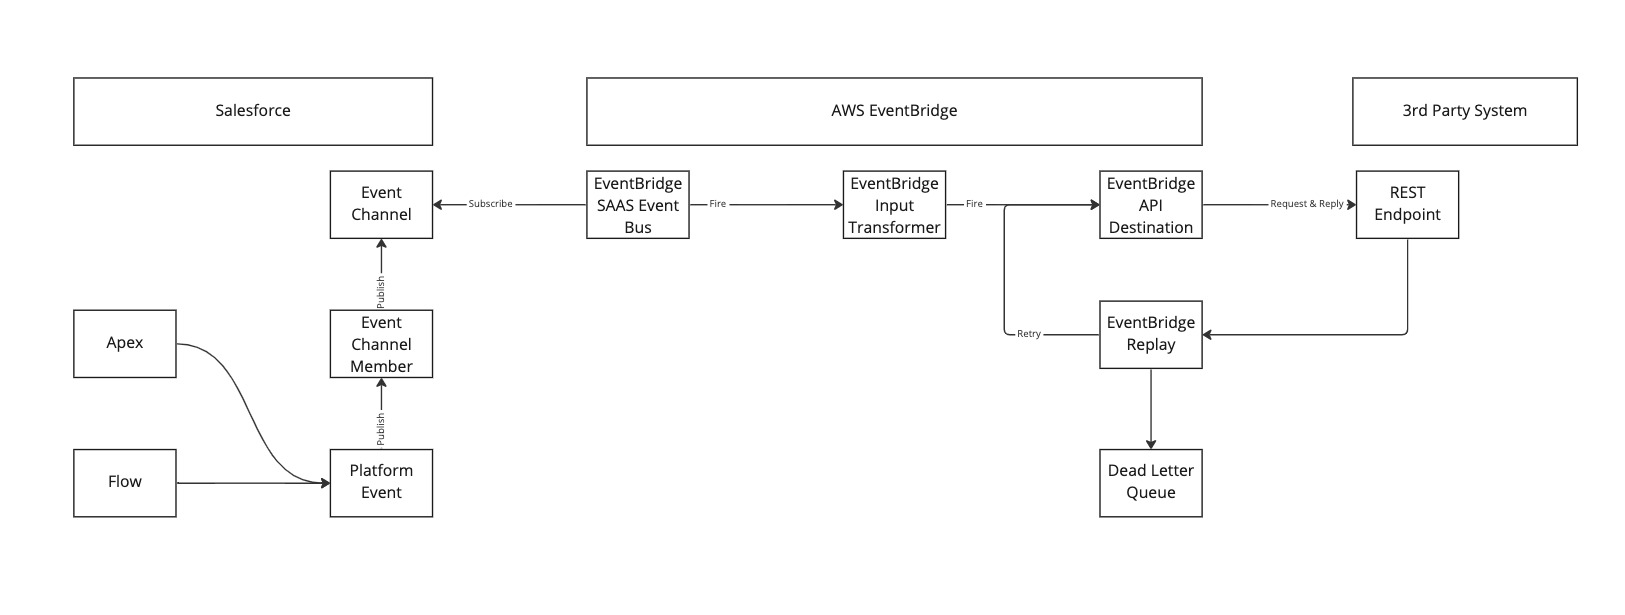 Salesforce
AWS EventBridge
3rd Party System
Event
Channel
Subscribe
EventBridge
SAAS Event
Bus
Fire
EventBridge
Input
Transformer
Fire
EventBridge
API
Destination
Request & Reply
REST
Endpoint
Publish
Apex
Event
Channel
Member
Retry
EventBridge
Replay
Publish
Flow
Platform
Event
Dead Letter
Queue